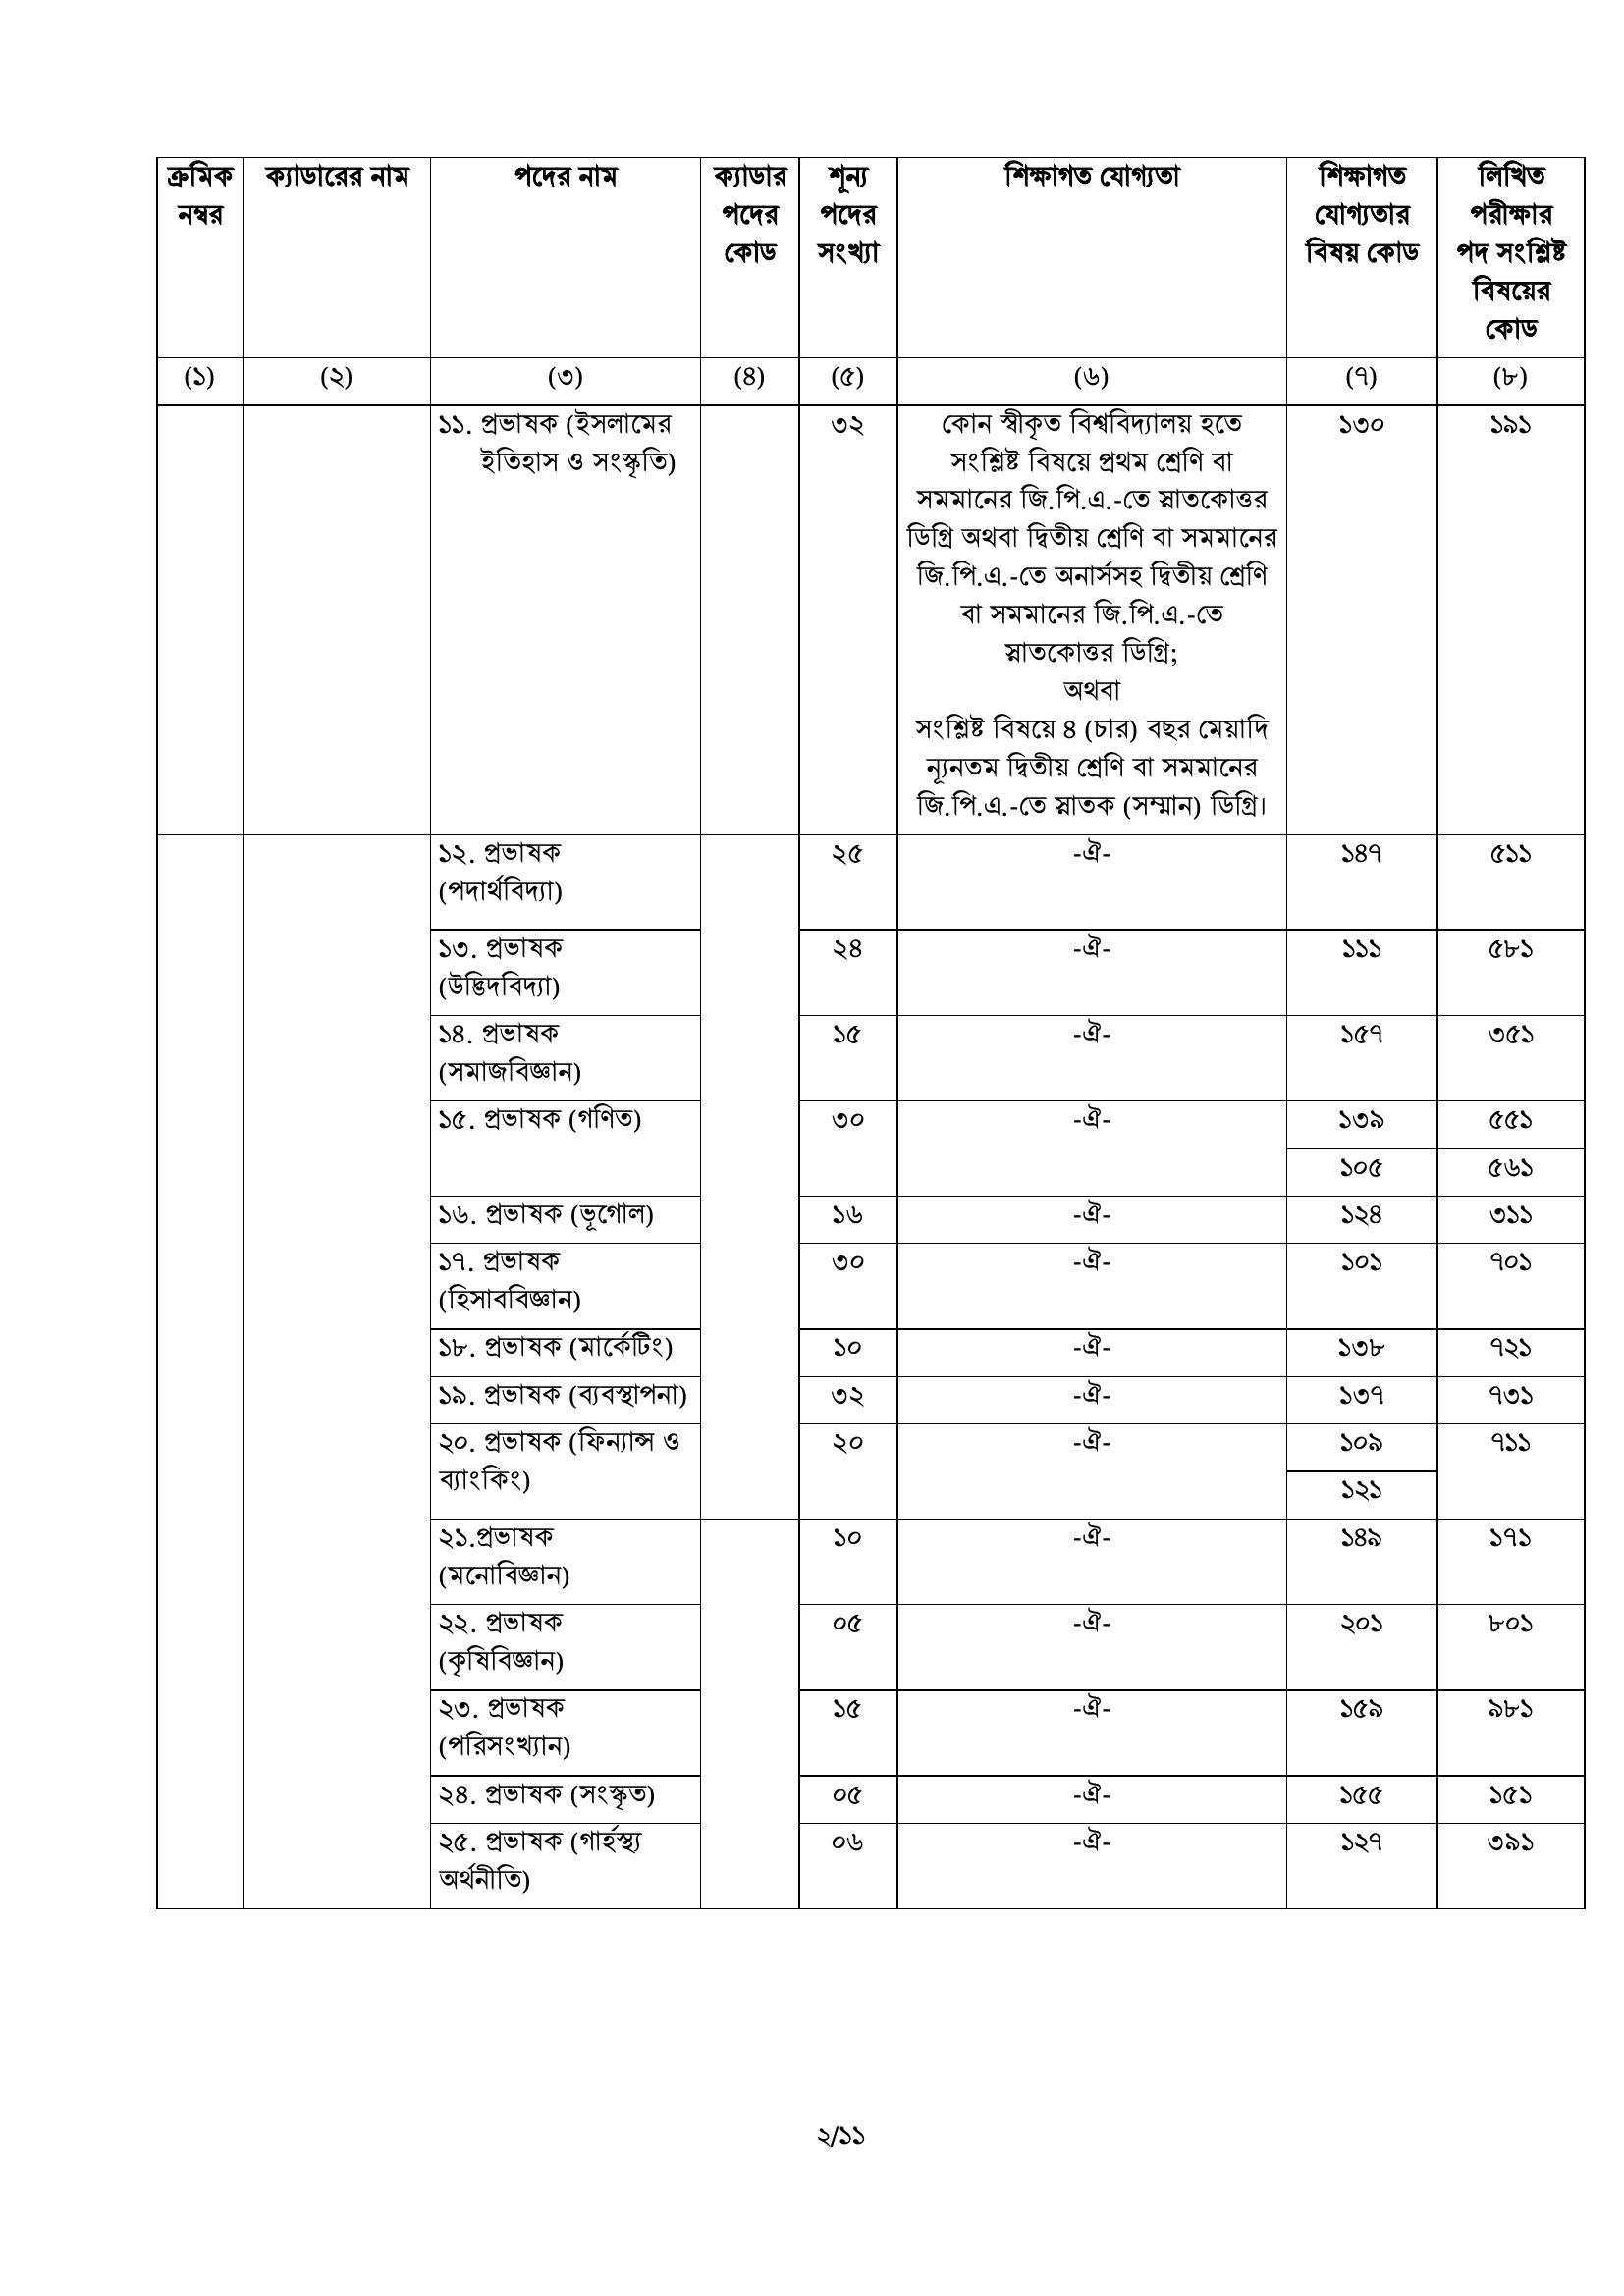 ক্রমিক নম্বর
ক্যাডারের নাম
পদের নাম
ক্যাডার পদের কোড
শূন্য পদের সংখ্যা
শিক্ষাগত যোগ্যতা
শিক্ষাগত যোগ্যতার বিষয় কোড
লিখিত পরীক্ষার পদ সংশ্লিষ্ট বিষয়ের কোড
(১) (২) (৩) (৪) (৫) (৬) (৭) (৮)
১১. প্রভাষক (ইসলামের
ইতিহাস ও সংস্কৃতি)
৩২
কোন স্বীকৃত বিশ্ববিদ্যালয় হতে
সংশ্লিষ্ট বিষয়ে প্রথম শ্রেণি বা
সমমানের জি.পি.এ.-তে স্নাতকোত্তর
ডিগ্রি অথবা দ্বিতীয় শ্রেণি বা সমমানের
জি.পি.এ.-তে অনার্সসহ দ্বিতীয় শ্রেণি
বা সমমানের জি.পি.এ.-তে
স্নাতকোত্তর ডিগ্রি;
অথবা
সংশ্লিষ্ট বিষয়ে ৪ (চার) বছর মেয়াদি
ন্যূনতম দ্বিতীয় শ্রেণি বা সমমানের
জি.পি.এ.-তে স্নাতক (সম্মান) ডিগ্রি।
১৩০ ১৯১
১২. প্রভাষক ২৫ -ঐ- ১৪৭ ৫১১
(পদার্থবিদ্যা)
১৩. প্রভাষক ২৪ -ঐ- ১১১ ৫৮১
(উদ্ভিদবিদ্যা)
১৪. প্রভাষক ১৫ -ঐ- ১৫৭ ৩৫১
(সমাজবিজ্ঞান)
১৫. প্রভাষক (গণিত) ৩০ -ঐ- ১৩৯ ৫৫১
১০৫ ৫৬১
১৬. প্রভাষক (ভূগোল) ১৬ -ঐ- ১২৪ ৩১১
১৭. প্রভাষক ৩০ -ঐ- ১০১ ৭০১
(হিসাববিজ্ঞান)
১৮. প্রভাষক (মার্কেটিং) ১০ -ঐ- ১৩৮ ৭২১
১৯. প্রভাষক (ব্যবস্থাপনা) ৩২ -ঐ- ১৩৭ ৭৩১
২০. প্রভাষক (ফিন্যান্স ও ২০ -ঐ- ১০৯ ৭১১
ব্যাংকিং) ১২১
২১.প্রভাষক ১০ -ঐ- ১৪৯ ১৭১
(মনোবিজ্ঞান)
২২. প্রভাষক ০৫ -ঐ- ২০১ ৮০১
(কৃষিবিজ্ঞান)
২৩. প্রভাষক ১৫ -ঐ- ১৫৯ ৯৮১
(পরিসংখ্যান)
২৪. প্রভাষক (সংস্কৃত) ০৫ -ঐ- ১৫৫ ১৫১
২৫. প্রভাষক (গার্হস্থ্য ০৬ -ঐ- ১২৭ ৩৯১
অর্থনীতি)
২/১১